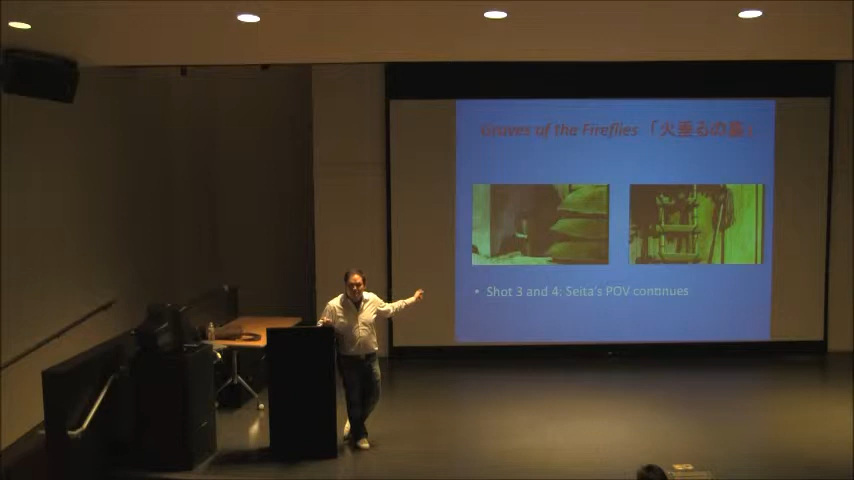 Graves of the Fireflies 「火垂るの墓」
Shot 3 and 4: Seita's POV continues